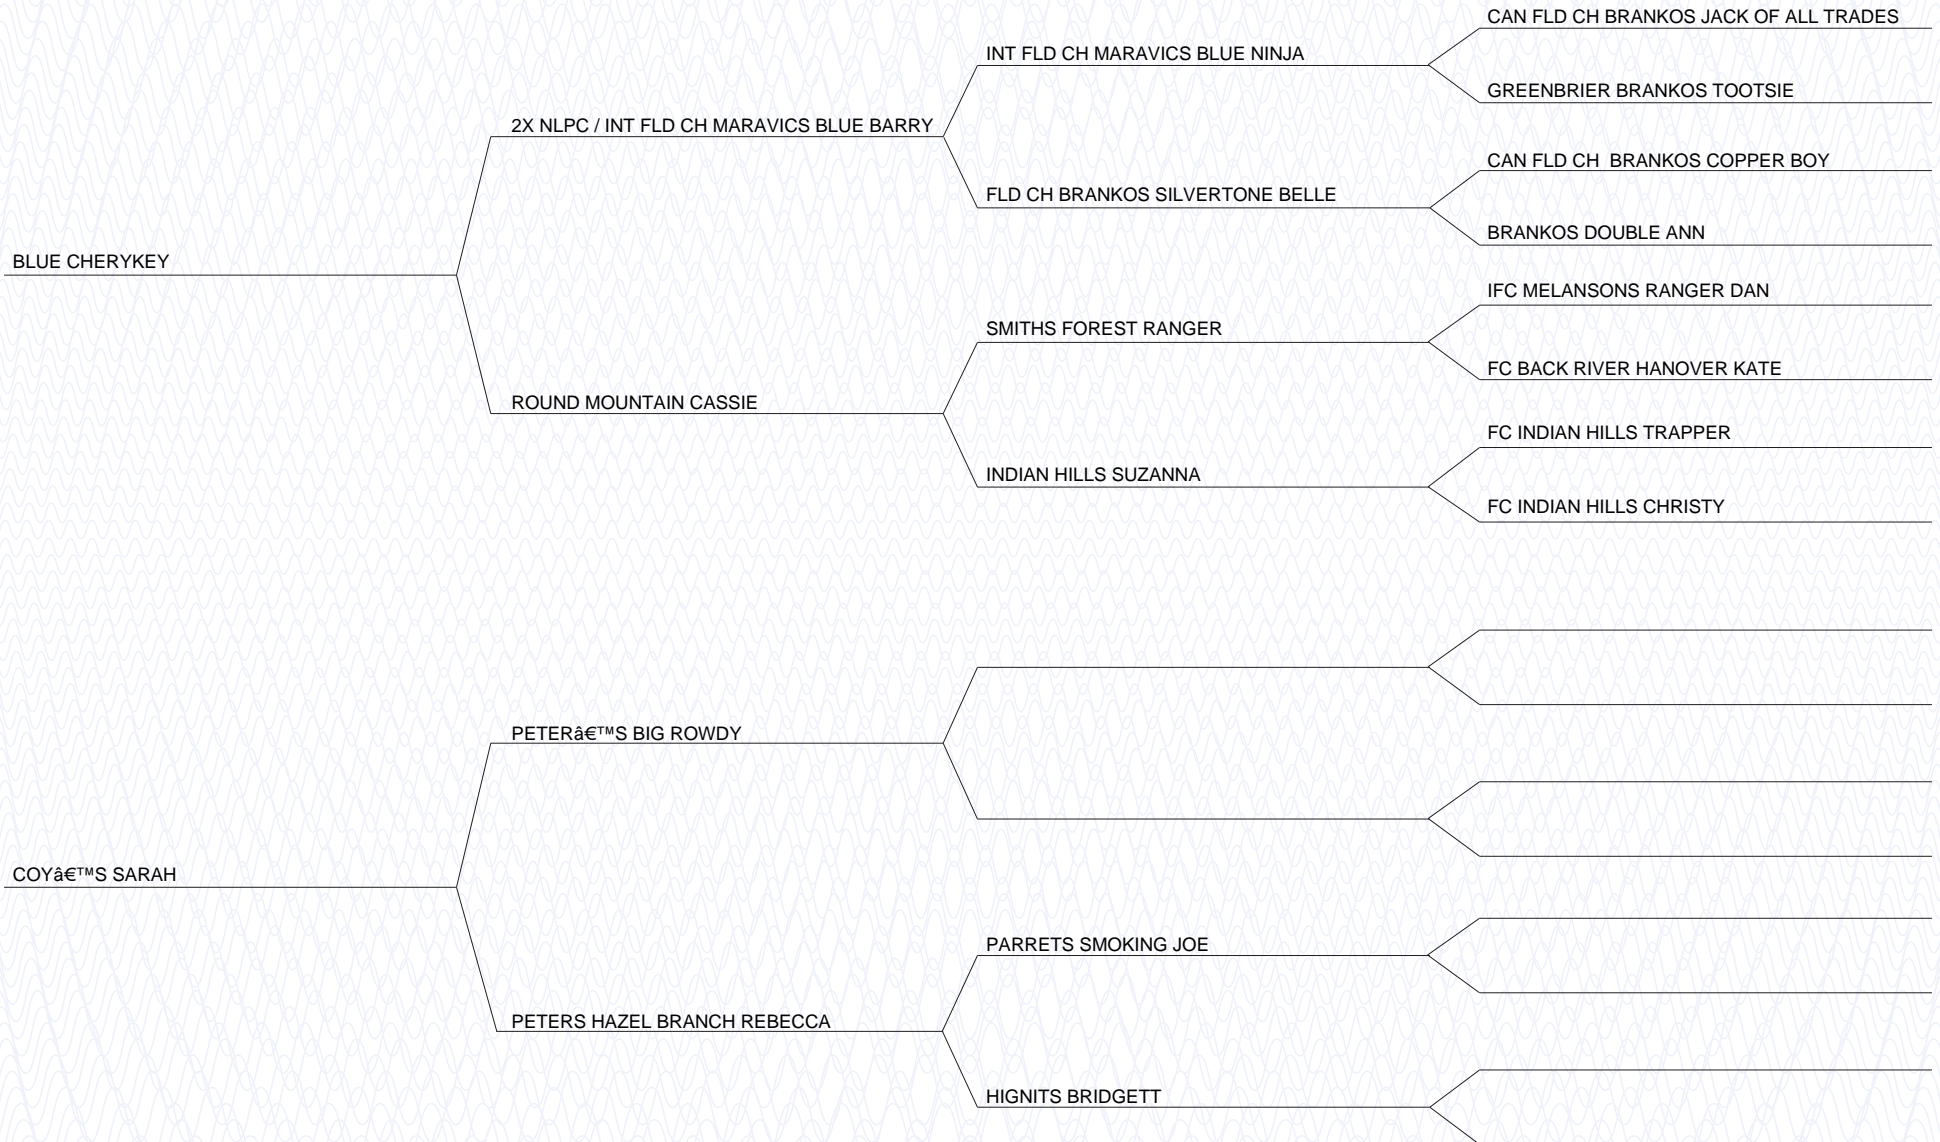 CAN FLD CH BRANKOS JACK OF ALL TRADES
INT FLD CH MARAVICS BLUE NINJA
GREENBRIER BRANKOS TOOTSIE
2X NLPC / INT FLD CH MARAVICS BLUE BARRY
CAN FLD CH  BRANKOS COPPER BOY
FLD CH BRANKOS SILVERTONE BELLE
BRANKOS DOUBLE ANN
BLUE CHERYKEY
IFC MELANSONS RANGER DAN
SMITHS FOREST RANGER
FC BACK RIVER HANOVER KATE
ROUND MOUNTAIN CASSIE
FC INDIAN HILLS TRAPPER
INDIAN HILLS SUZANNA
FC INDIAN HILLS CHRISTY
PETER’S BIG ROWDY
COY’S SARAH
PARRETS SMOKING JOE
PETERS HAZEL BRANCH REBECCA
HIGNITS BRIDGETT